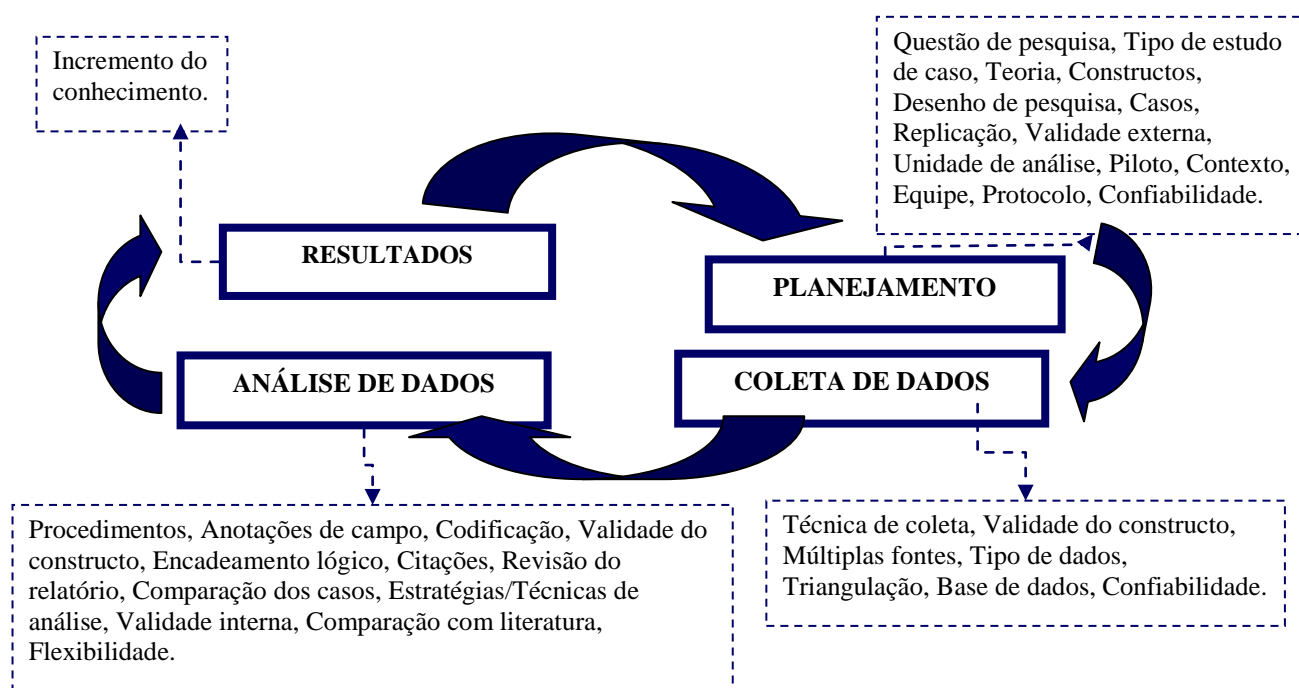 Incremento do
conhecimento.
Questão de pesquisa, Tipo de estudo
de caso, Teoria, Constructos,
Desenho de pesquisa, Casos,
Replicação, Validade externa,
Unidade de análise, Piloto, Contexto,
Equipe, Protocolo, Confiabilidade.
RESULTADOS
PLANEJAMENTO
ANÁLISE DE DADOS
COLETA DE DADOS
Procedimentos, Anotações de campo, Codificação, Validade do
constructo, Encadeamento lógico, Citações, Revisão do
relatório, Comparação dos casos, Estratégias/Técnicas de
análise, Validade interna, Comparação com literatura,
Flexibilidade.
Técnica de coleta, Validade do constructo,
Múltiplas fontes, Tipo de dados,
Triangulação, Base de dados, Confiabilidade.